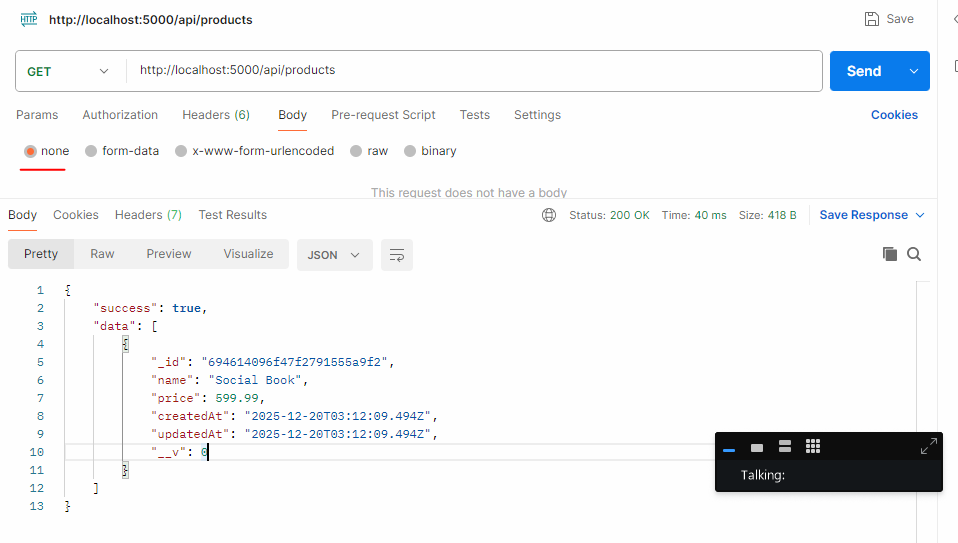 HTTP http://localhost:5000/api/products Save
GET http://localhost:5000/api/products Send
Params Authorization Headers (6) Body Pre-request Script Tests Settings Cookies
none form-data x-www-form-urlencoded raw binary
This request does not have a body
Body Cookies Headers (7) Test Results Status: 200 OK Time: 40 ms Size: 418 B Save Response
Pretty Raw Preview Visualize JSON
1 {
2 "success": true,
3 "data": [
4 {
5 "_id": "694614096f47f2791555a9f2",
6 "name": "Social Book",
7 "price": 599.99,
8 "createdAt": "2025-12-20T03:12:09.494Z",
9 "updatedAt": "2025-12-20T03:12:09.494Z",
10 "__v": 0
11 }
12 ]
13 }
Talking: